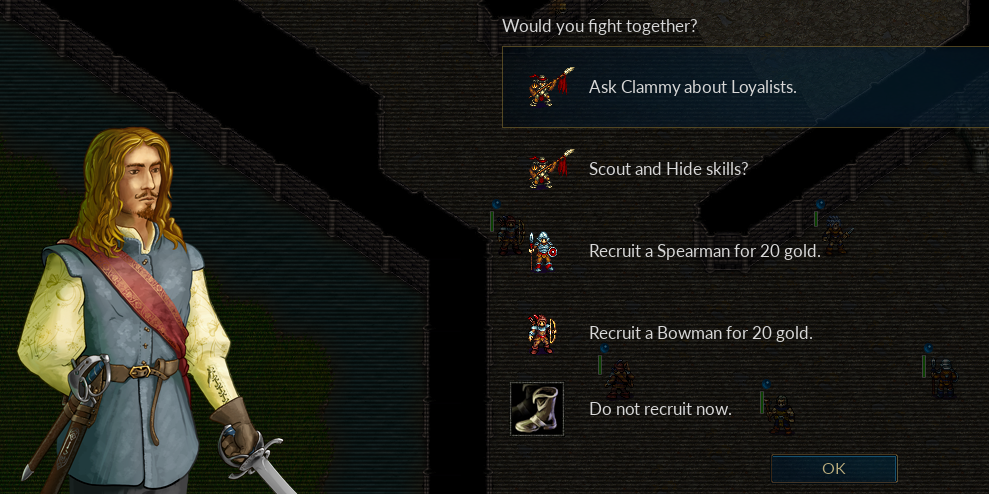 Would you fight together?
Ask Clammy about Loyalists.
Scout and Hide skills?
Recruit a Spearman for 20 gold.
Recruit a Bowman for 20 gold.
Do not recruit now.
OK